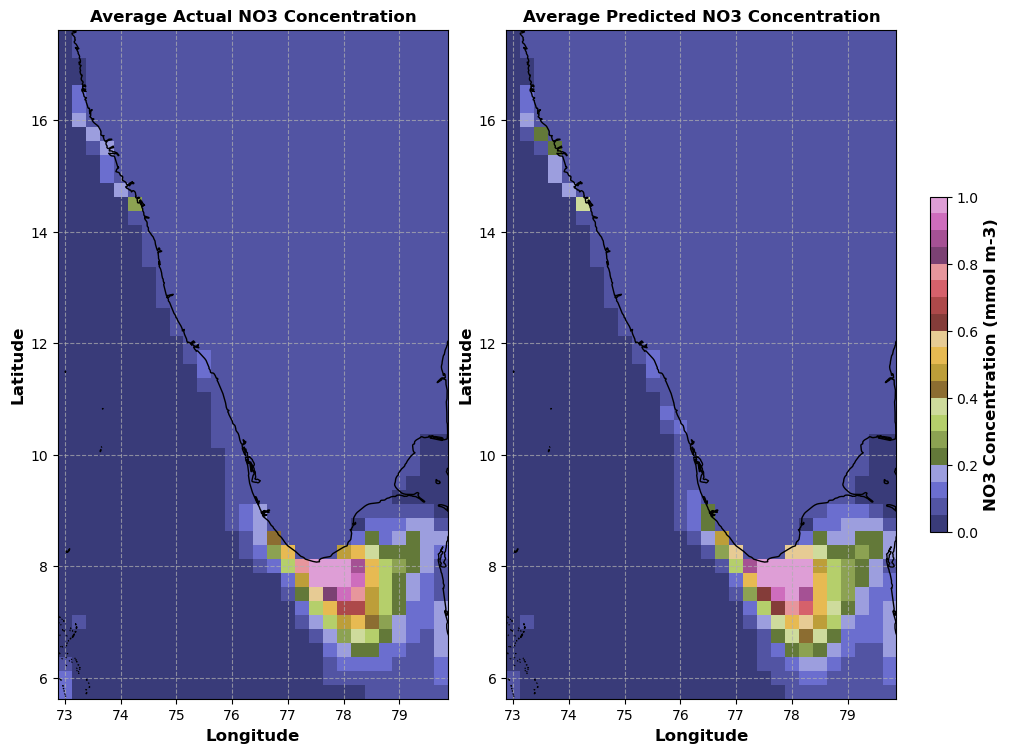 Average Actual NO3 Concentration
Average Predicted NO3 Concentration
16
14
12
10
8
6
Latitude
73 74 75 76 77 78 79
Longitude
16
14
12
10
8
6
Latitude
73 74 75 76 77 78 79
Longitude
1.0
0.8
0.6
0.4
0.2
0.0
NO3 Concentration (mmol m-3)